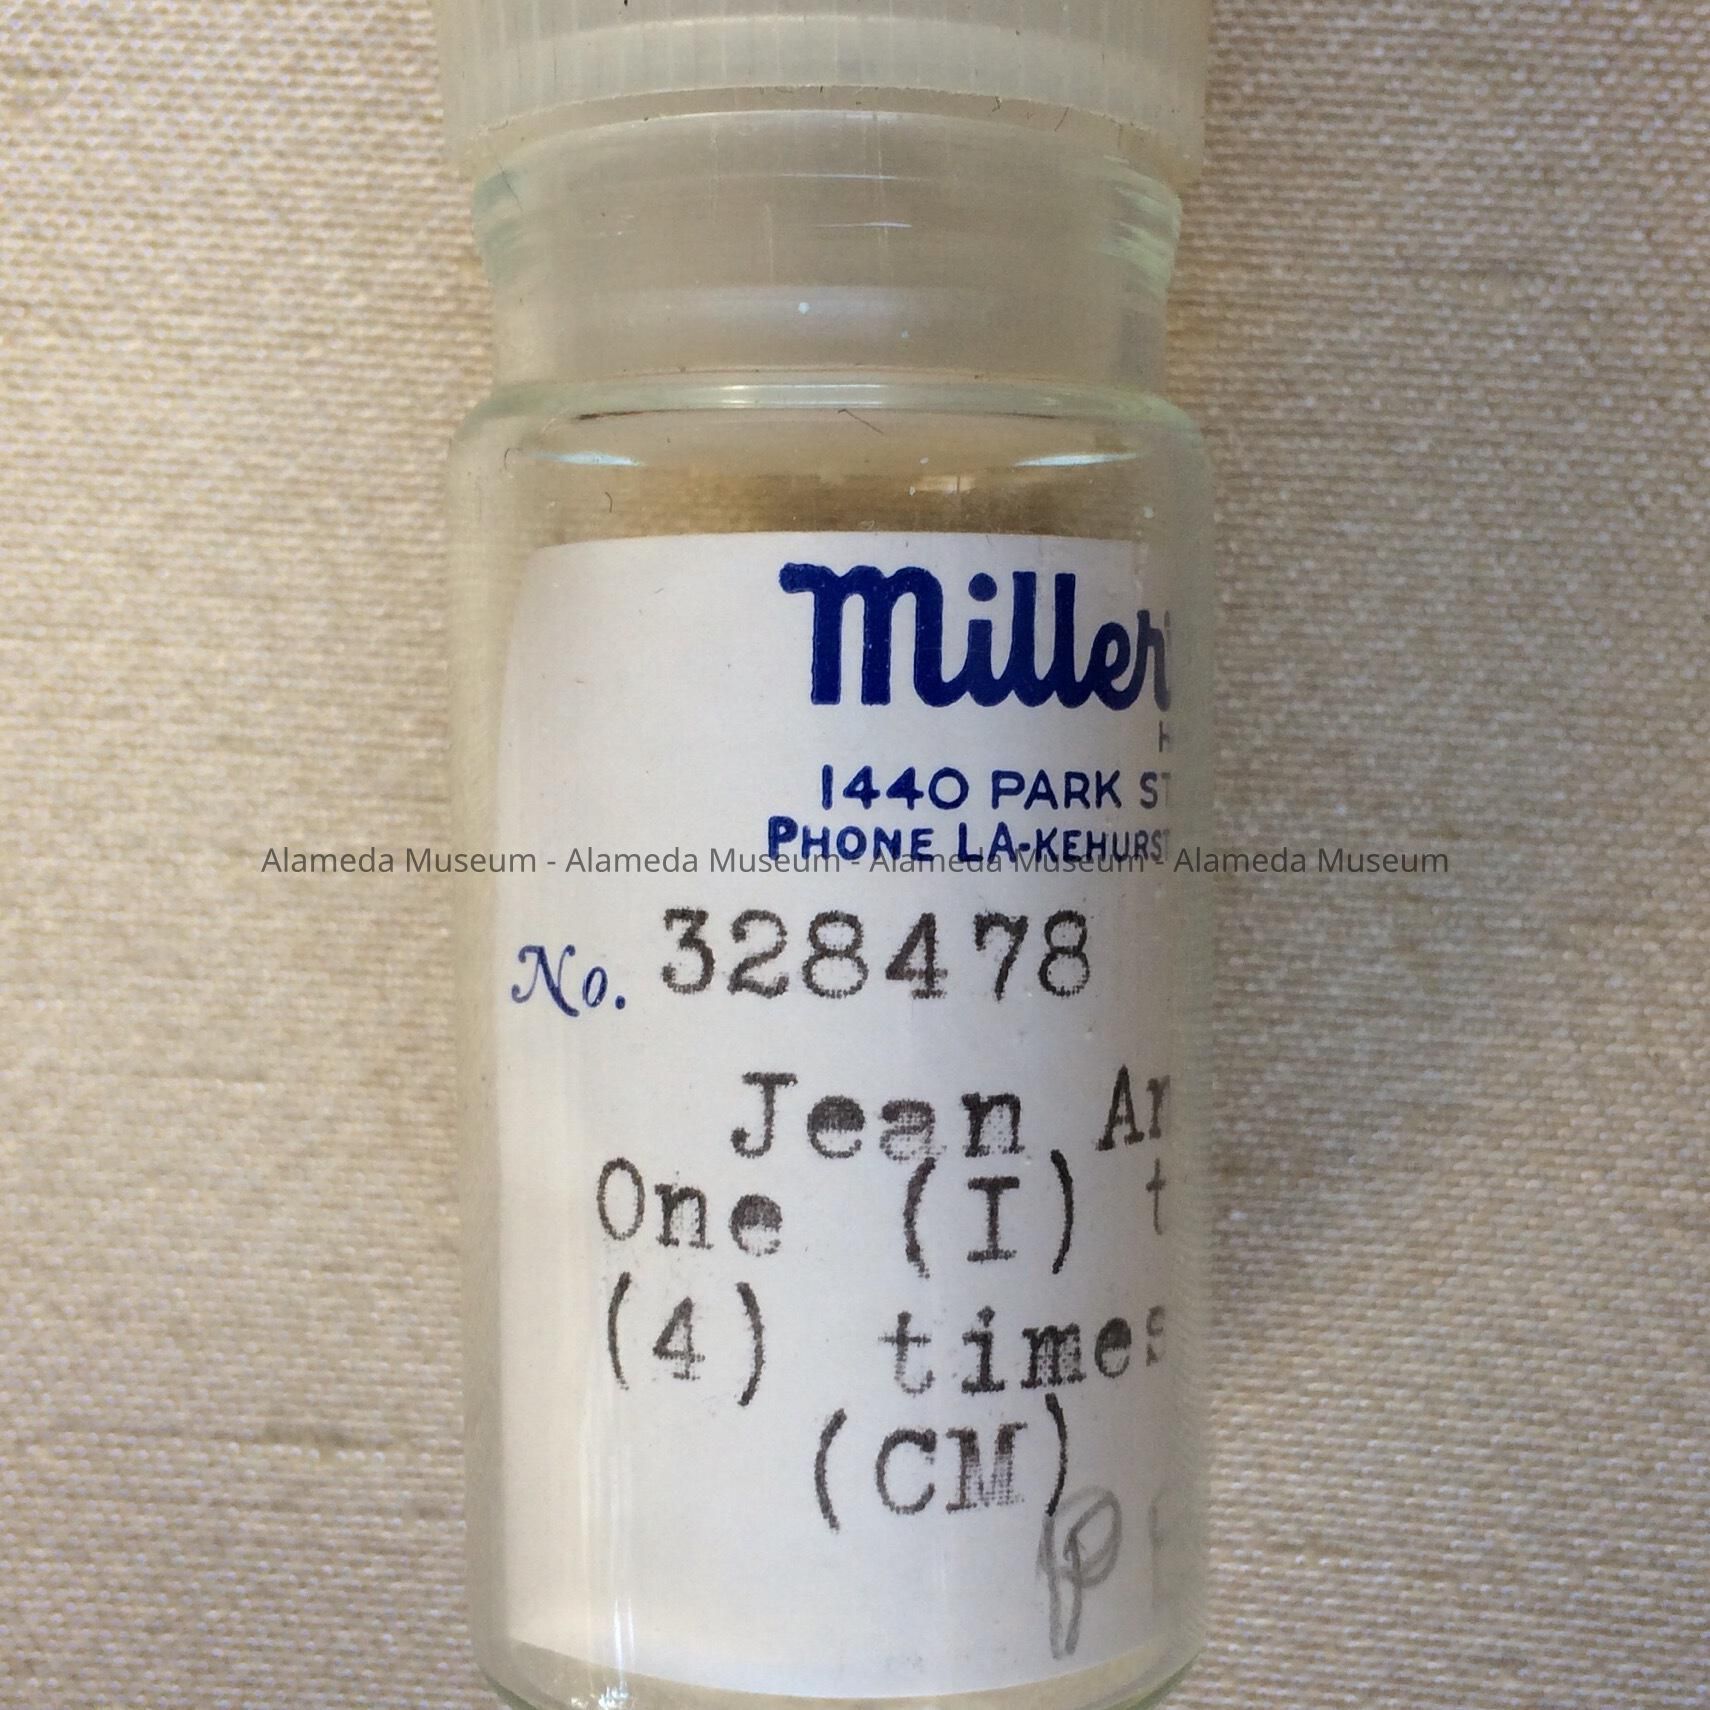 Miller
1440 PARK ST
PHONE LA-KEHURST
Alameda Museum - Alameda Museum - Alameda Museum - Alameda Museum
No. 328478
Jean
One (I) t
(4) times
(CM)